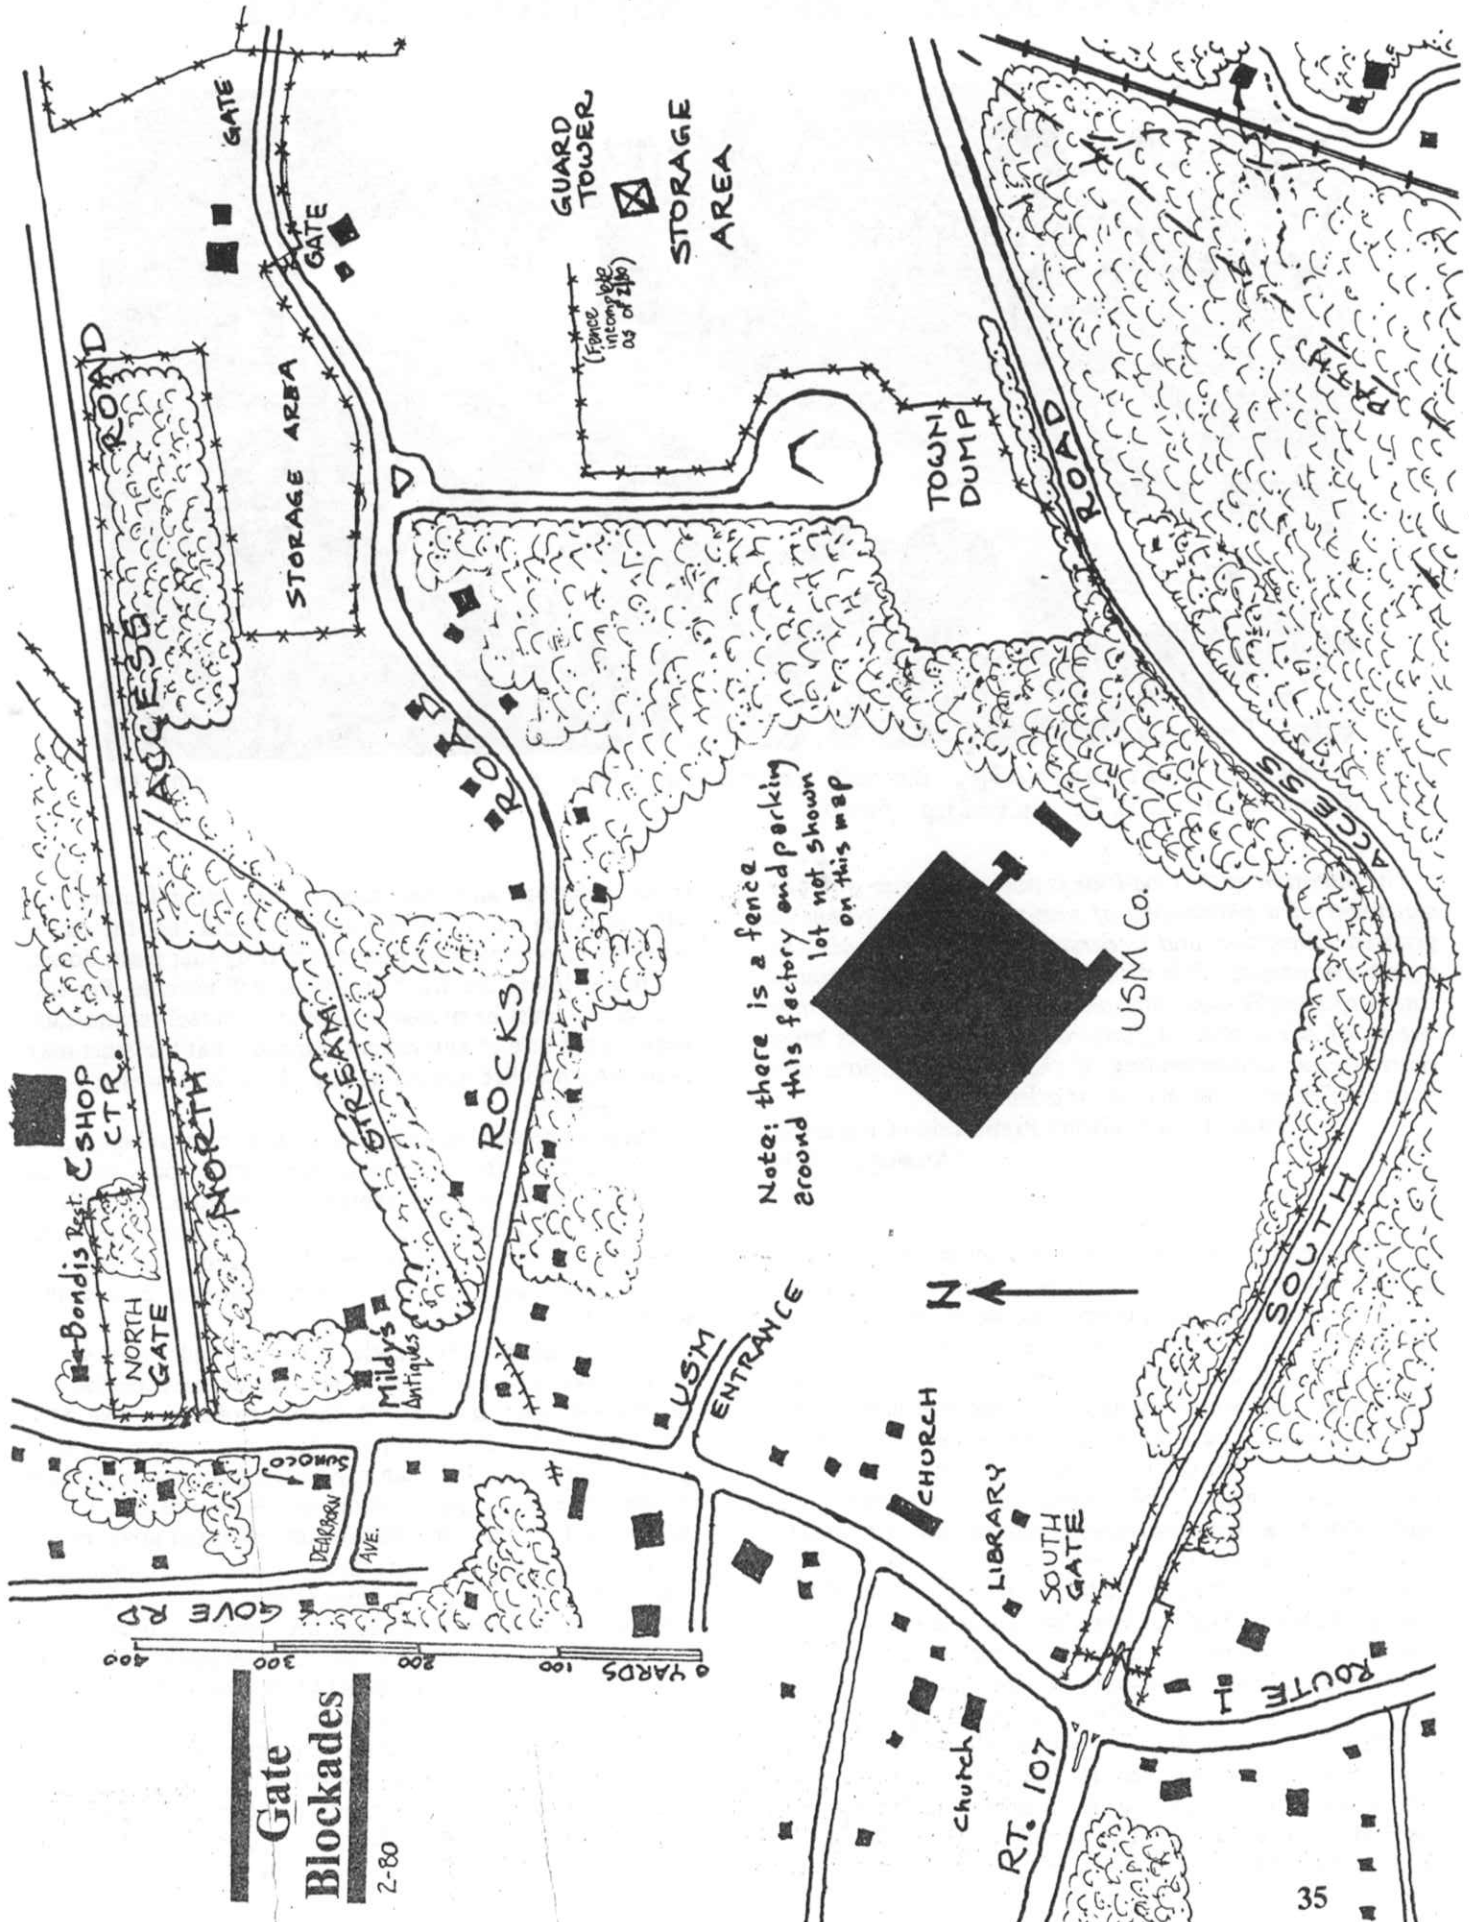 Gate
Blockades
2-80
GATE
GATE
GUARD
TOWER
STORAGE
AREA
(Fence
incomplete
as of 2/80)
STORAGE AREA
TOWN
DUMP
NORTH ACCESS ROAD
SHOP
CTR.
Bondis Rest.
NORTH
GATE
STREAM
ROCKS ROAD
Mildy's
Antiques
Note: there is a fence
around this factory and parking
lot not shown
on this map
USM Co.
N
USM
ENTRANCE
SUNOCO
DEARBORN
AVE.
GOVE RD
CHURCH
LIBRARY
SOUTH
GATE
SOUTH ACCESS ROAD
PATH
ROUTE 1
RT. 107
Church
0 YARDS 100 200 300 400
35